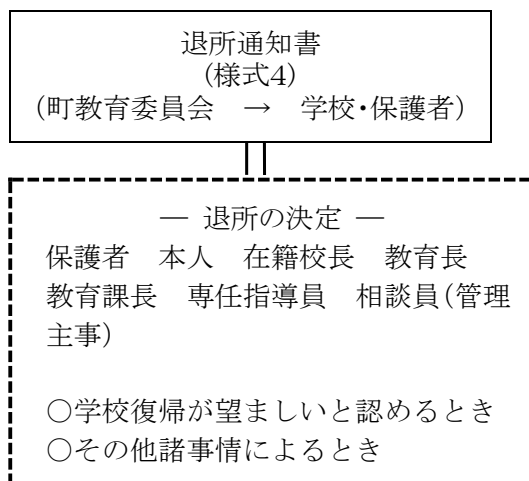 退所通知書
(様式4)
(町教育委員会　→　学校・保護者)
― 退所の決定 ―
保護者　本人　在籍校長　教育長
教育課長　専任指導員　相談員(管理
主事)
○学校復帰が望ましいと認めるとき
○その他諸事情によるとき